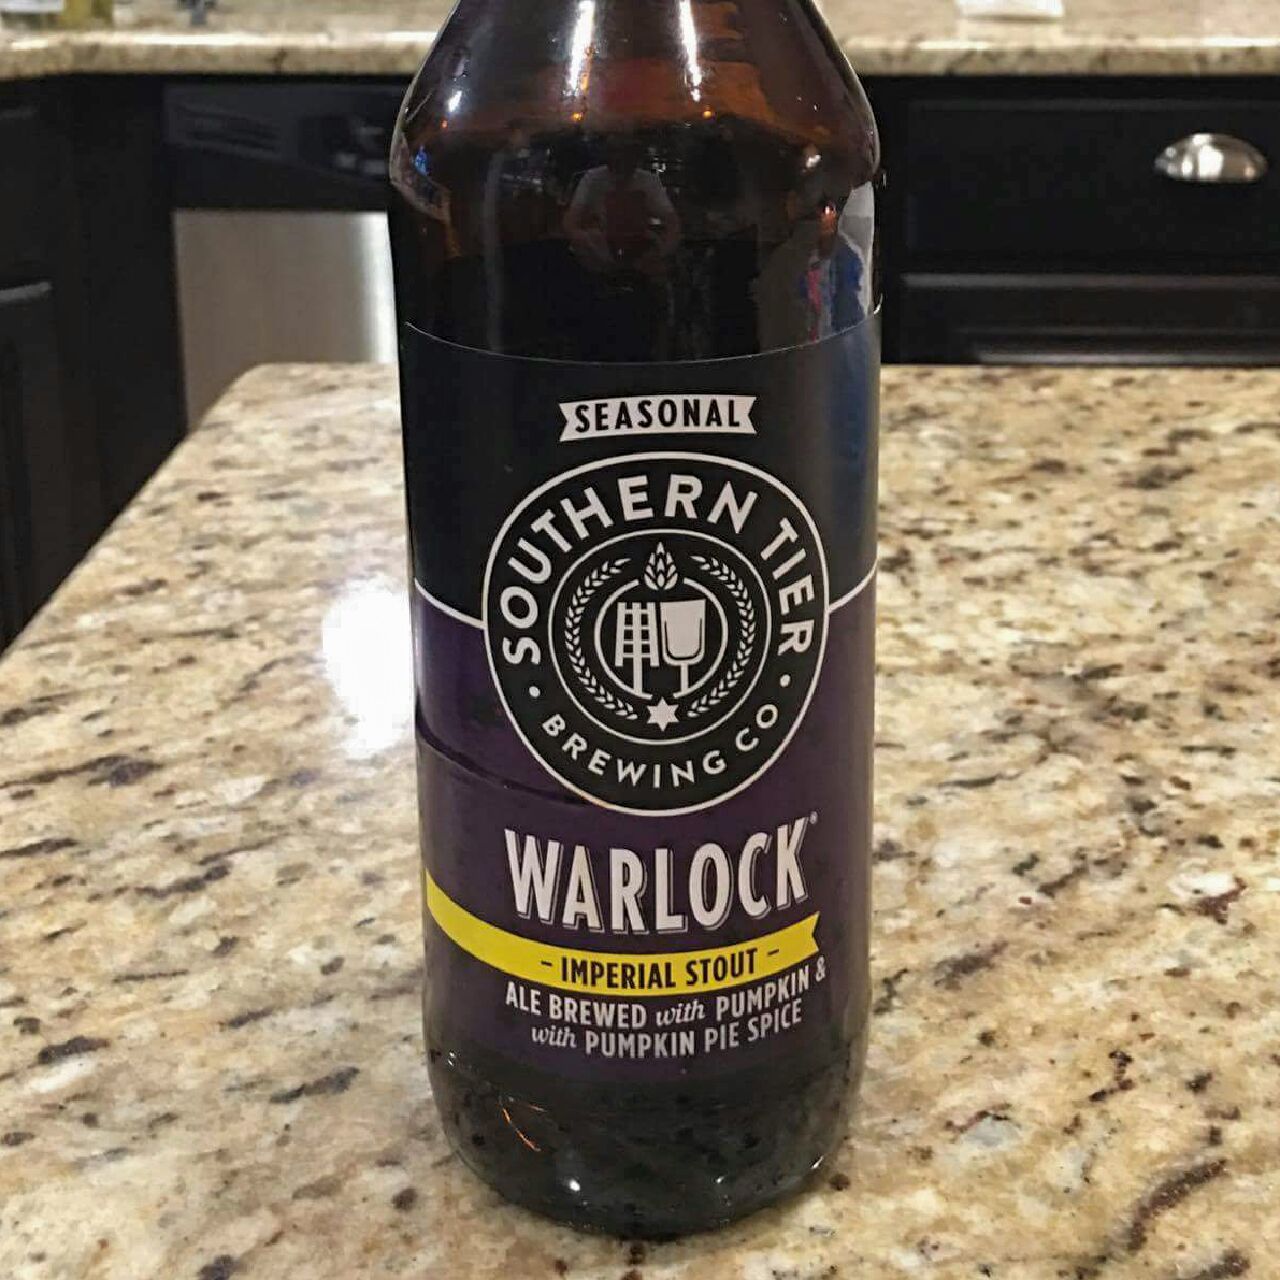 SEASONAL
SOUTHERN TIER
• BREWING CO •
WARLOCK®
- IMPERIAL STOUT -
ALE BREWED with PUMPKIN &
with PUMPKIN PIE SPICE